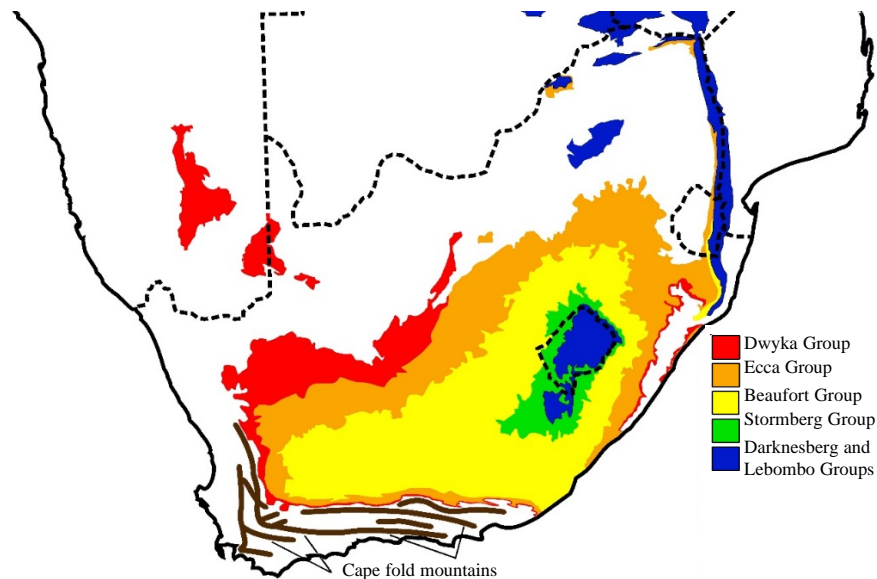 Dwyka Group
Ecca Group
Beaufort Group
Stormberg Group
Darknesberg and
Lebombo Groups
Cape fold mountains